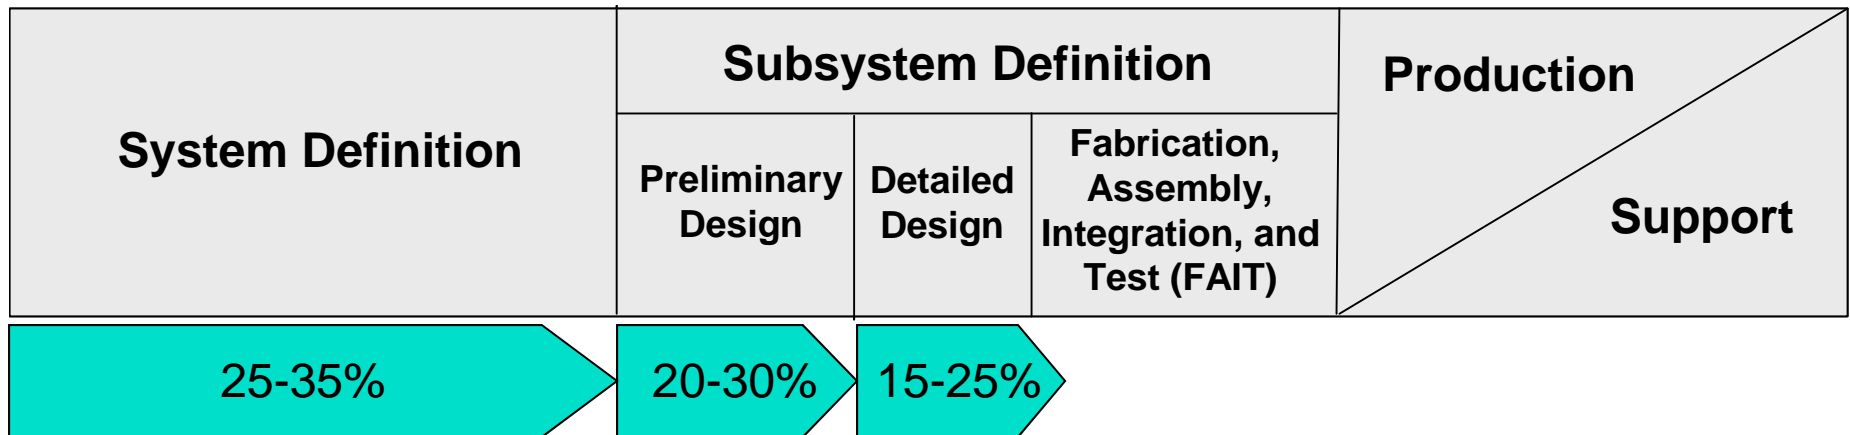 System Definition
Subsystem Definition
Preliminary
Design
Detailed
Design
Fabrication,
Assembly,
Integration, and
Test (FAIT)
Production
Support
25-35%
20-30%
15-25%